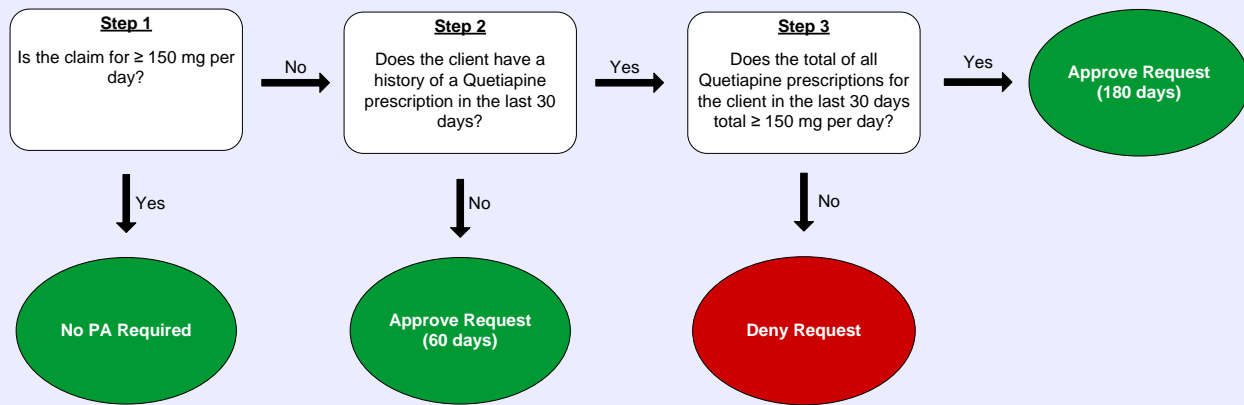 Step 1
Is the claim for ≥ 150 mg per
day?
No
Step 2
Does the client have a
history of a Quetiapine
prescription in the last 30
days?
Yes
Step 3
Does the total of all
Quetiapine prescriptions for
the client in the last 30 days
total ≥ 150 mg per day?
Yes
Approve Request
(180 days)
Yes
No
No
No PA Required
Approve Request
(60 days)
Deny Request